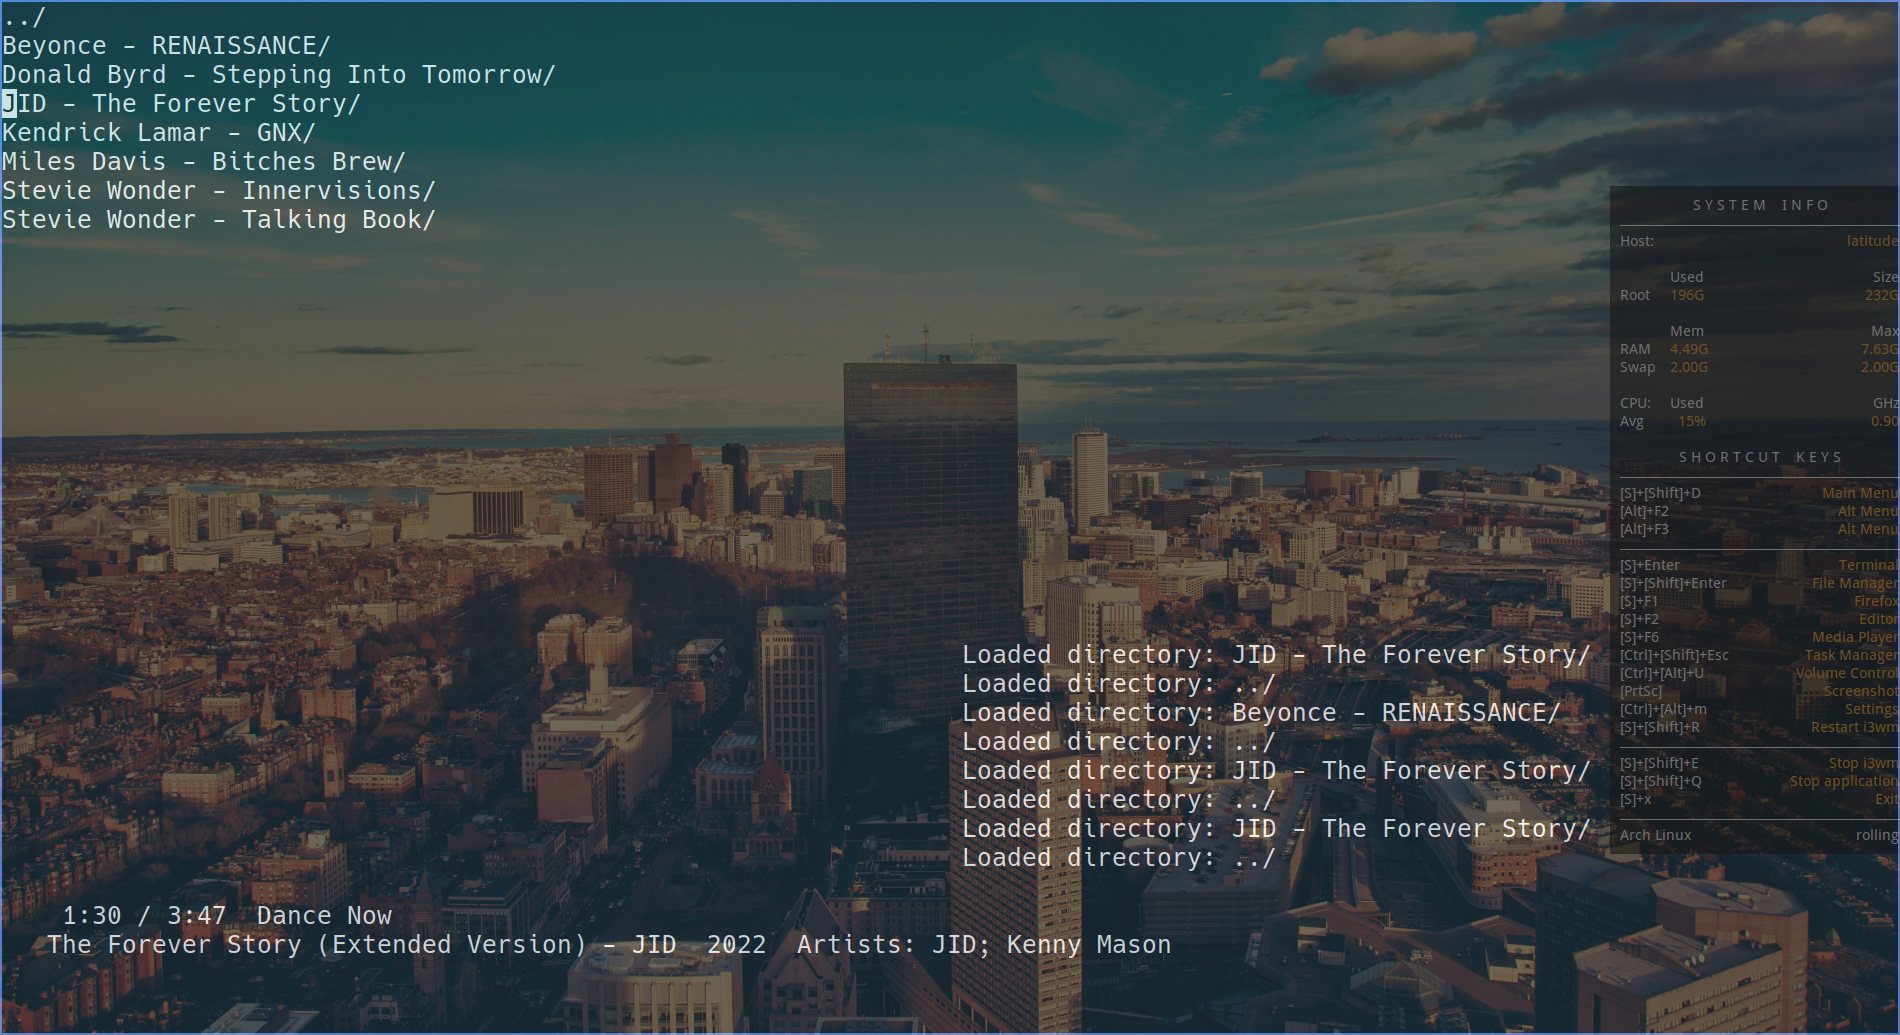 ../
Beyonce - RENAISSANCE/
Donald Byrd - Stepping Into Tomorrow/
JID - The Forever Story/
Kendrick Lamar - GNX/
Miles Davis - Bitches Brew/
Stevie Wonder - Innervisions/
Stevie Wonder - Talking Book/
SYSTEM INFO
Host: latitude
Used Size
Root 196G 232G
Mem Max
RAM 4.49G 7.63G
Swap 2.00G 2.00G
CPU: Used GHz
Avg 15% 0.90
SHORTCUT KEYS
[S]+[Shift]+D Main Menu
[Alt]+F2 Alt Menu
[Alt]+F3 Alt Menu
[S]+Enter Terminal
[S]+[Shift]+Enter File Manager
[S]+F1 Firefox
[S]+F2 Editor
[S]+F6 Media Player
[Ctrl]+[Shift]+Esc Task Manager
[Ctrl]+[Alt]+U Volume Control
[PrtSc] Screenshot
[Ctrl]+[Alt]+m Settings
[S]+[Shift]+R Restart i3wm
[S]+[Shift]+E Stop i3wm
[S]+[Shift]+Q Stop application
[S]+x Exit
Arch Linux rolling
Loaded directory: JID - The Forever Story/
Loaded directory: ../
Loaded directory: Beyonce - RENAISSANCE/
Loaded directory: ../
Loaded directory: JID - The Forever Story/
Loaded directory: ../
Loaded directory: JID - The Forever Story/
Loaded directory: ../
1:30 / 3:47 Dance Now
The Forever Story (Extended Version) - JID 2022 Artists: JID; Kenny Mason